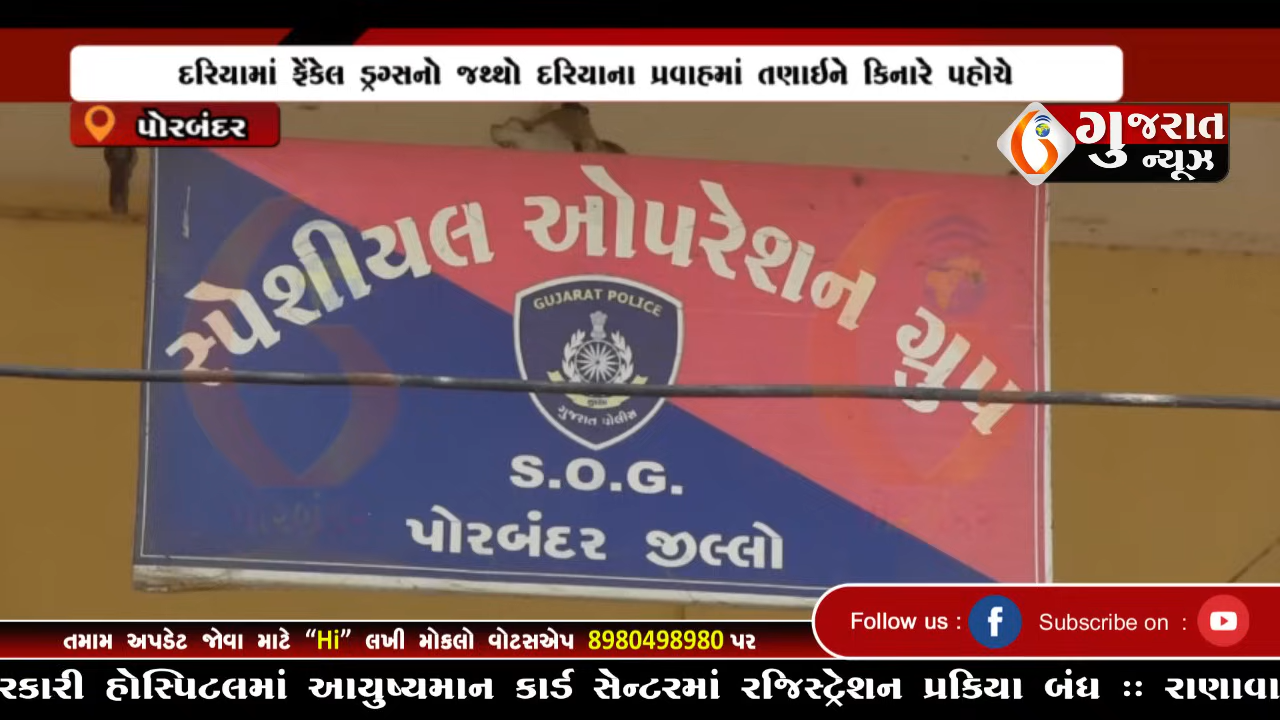 દરિયામાં ફેંકેલ ડ્રગ્સનો જથ્થો દરિયાના પ્રવાહમાં તણાઈને કિનારે પહોચે
પોરબંદર
ગુજરાત
ન્યૂઝ
સ્પેશીયલ ઓપરેશન ગ્રુપ
GUJARAT POLICE
ગુજરાત પોલીસ
S.O.G.
પોરબંદર જીલ્લો
Follow us :
Subscribe on :
તમામ અપડેટ જોવા માટે “Hi” લખી મોકલો વોટસએપ 8980498980 પર
રકારી હોસ્પિટલમાં આયુષ્યમાન કાર્ડ સેન્ટરમાં રજિસ્ટ્રેશન પ્રકિયા બંધ :: રાણાવા